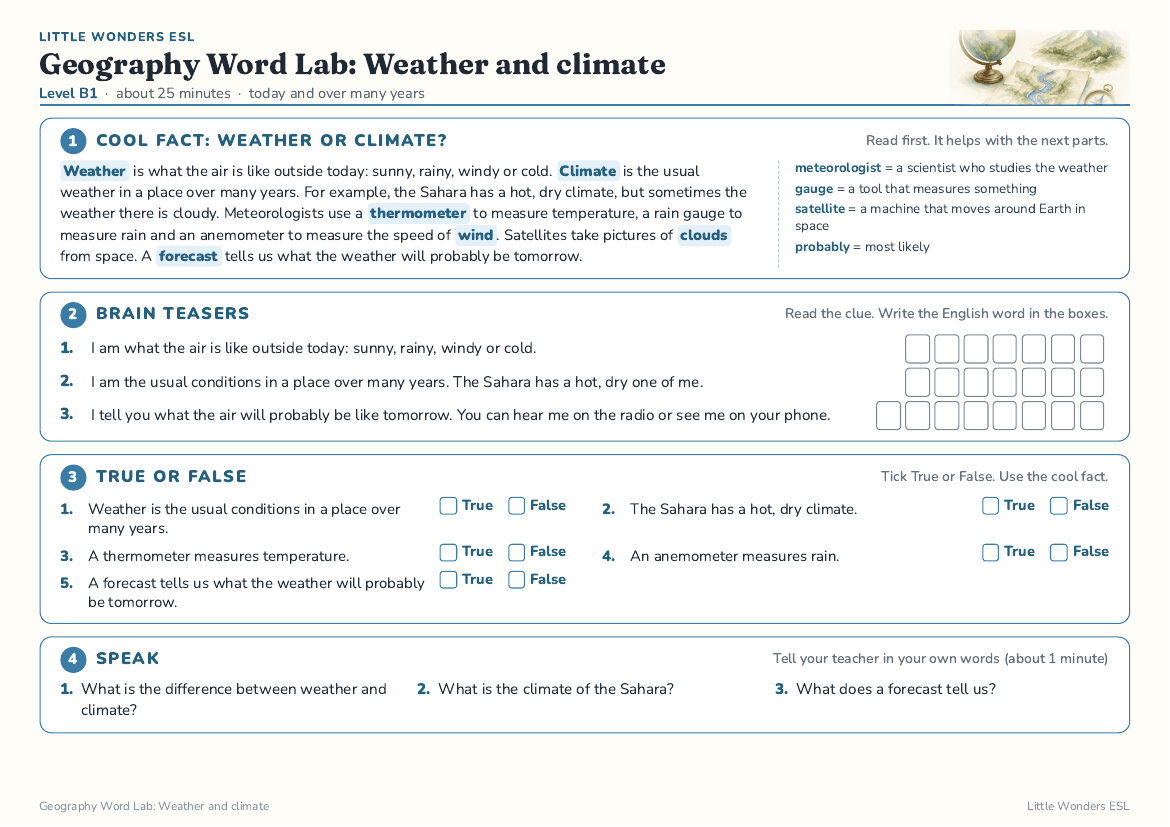 LITTLE WONDERS ESL
Geography Word Lab: Weather and climate
Level B1 · about 25 minutes · today and over many years
1 COOL FACT: WEATHER OR CLIMATE?
Read first. It helps with the next parts.
Weather is what the air is like outside today: sunny, rainy, windy or cold. Climate is the usual
weather in a place over many years. For example, the Sahara has a hot, dry climate, but sometimes the
weather there is cloudy. Meteorologists use a thermometer to measure temperature, a rain gauge to
measure rain and an anemometer to measure the speed of wind. Satellites take pictures of clouds
from space. A forecast tells us what the weather will probably be tomorrow.
meteorologist = a scientist who studies the weather
gauge = a tool that measures something
satellite = a machine that moves around Earth in
space
probably = most likely
2 BRAIN TEASERS
Read the clue. Write the English word in the boxes.
1. I am what the air is like outside today: sunny, rainy, windy or cold.
2. I am the usual conditions in a place over many years. The Sahara has a hot, dry one of me.
3. I tell you what the air will probably be like tomorrow. You can hear me on the radio or see me on your phone.
3 TRUE OR FALSE
Tick True or False. Use the cool fact.
1. Weather is the usual conditions in a place over
many years.
True False
2. The Sahara has a hot, dry climate.
True False
3. A thermometer measures temperature.
True False
4. An anemometer measures rain.
True False
5. A forecast tells us what the weather will probably
be tomorrow.
True False
4 SPEAK
Tell your teacher in your own words (about 1 minute)
1. What is the difference between weather and
climate?
2. What is the climate of the Sahara?
3. What does a forecast tell us?
Geography Word Lab: Weather and climate
Little Wonders ESL